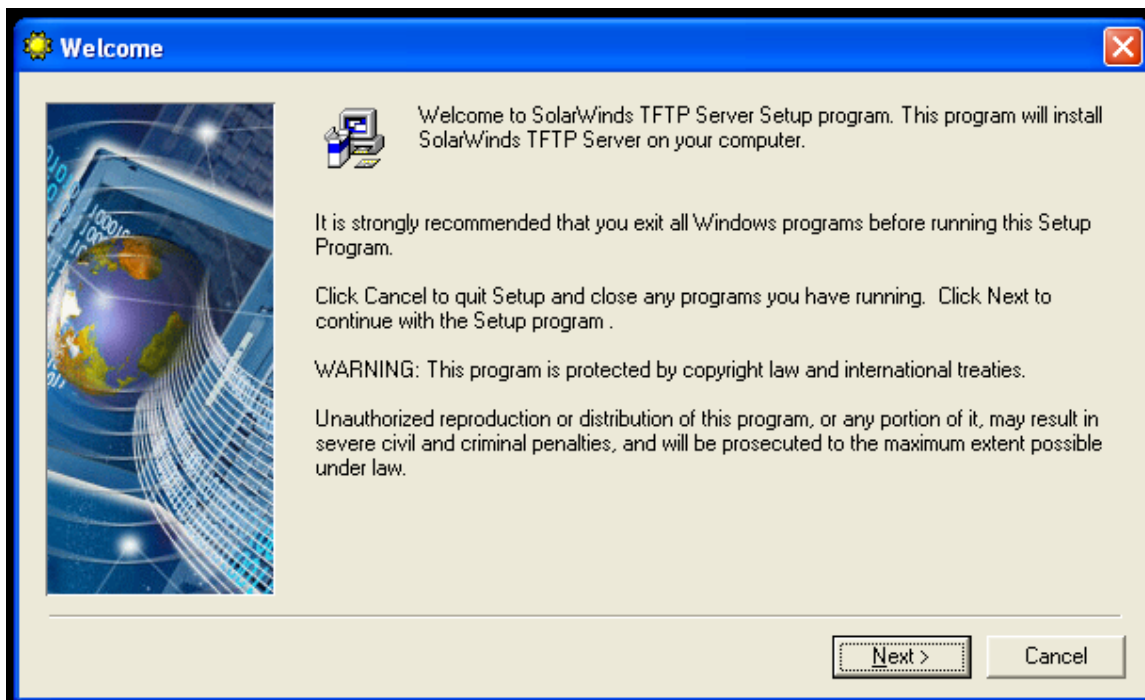 Welcome
Welcome to SolarWinds TFTP Server Setup program. This program will install
SolarWinds TFTP Server on your computer.
It is strongly recommended that you exit all Windows programs before running this Setup
Program.
Click Cancel to quit Setup and close any programs you have running.  Click Next to
continue with the Setup program .
WARNING: This program is protected by copyright law and international treaties.
Unauthorized reproduction or distribution of this program, or any portion of it, may result in
severe civil and criminal penalties, and will be prosecuted to the maximum extent possible
under law.
Next >
Cancel